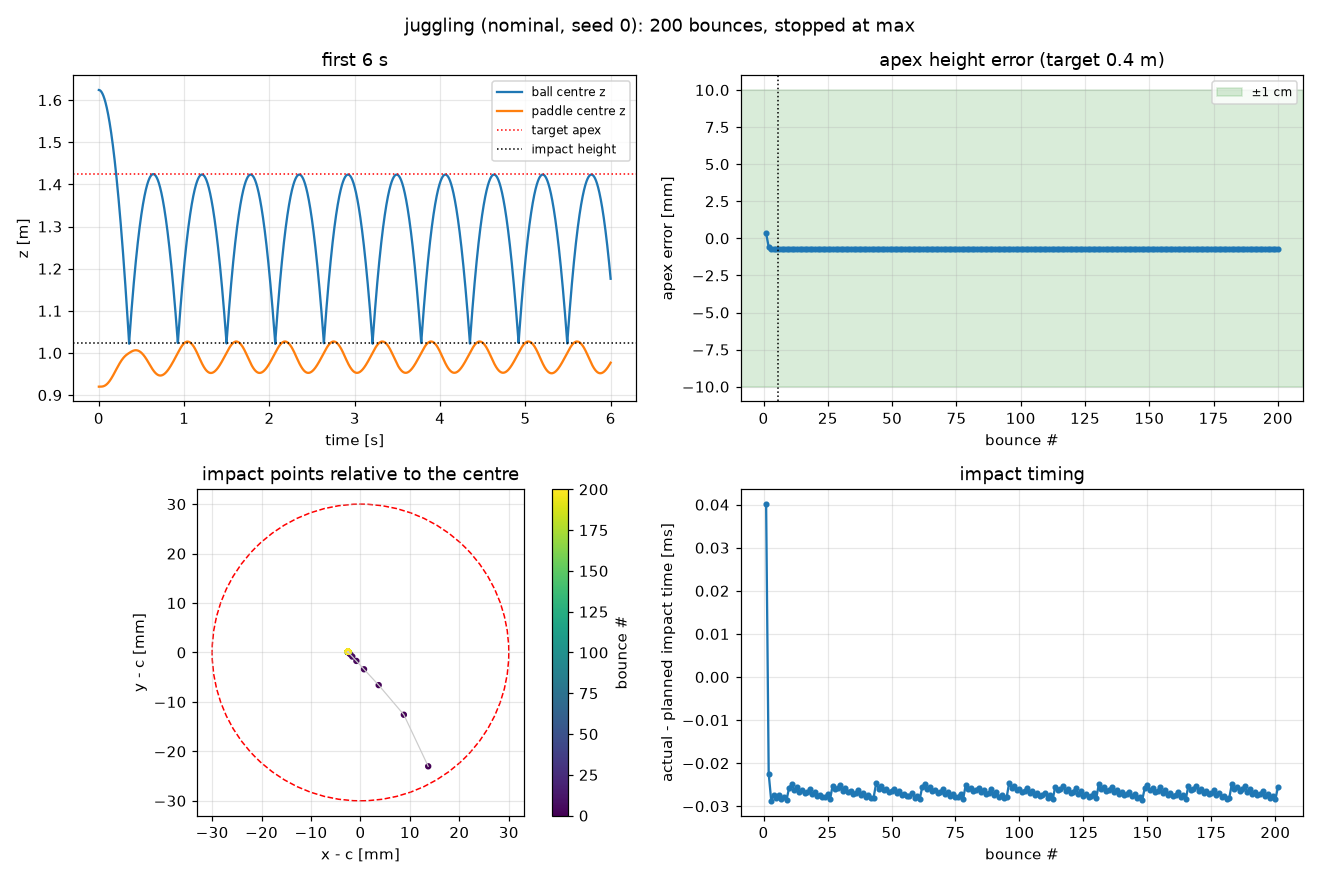 juggling (nominal, seed 0): 200 bounces, stopped at max
first 6 s
z [m]
1.6
1.5
1.4
1.3
1.2
1.1
1.0
0.9
ball centre z
paddle centre z
target apex
impact height
0 1 2 3 4 5 6
time [s]
apex height error (target 0.4 m)
apex error [mm]
10.0
7.5
5.0
2.5
0.0
−2.5
−5.0
−7.5
−10.0
±1 cm
0 25 50 75 100 125 150 175 200
bounce #
impact points relative to the centre
y - c [mm]
30
20
10
0
−10
−20
−30
−30 −20 −10 0 10 20 30
x - c [mm]
200
175
150
125
100
75
50
25
0
bounce #
impact timing
actual - planned impact time [ms]
0.04
0.03
0.02
0.01
0.00
−0.01
−0.02
−0.03
0 25 50 75 100 125 150 175 200
bounce #